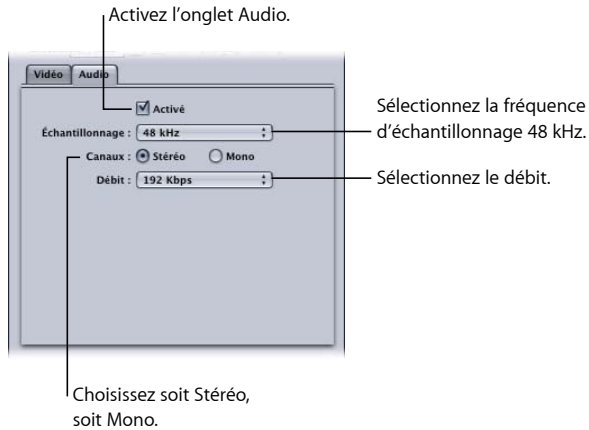 Activez l'onglet Audio.
Vidéo Audio
Activé
Échantillonnage : 48 kHz
Sélectionnez la fréquence
d'échantillonnage 48 kHz.
Canaux : Stéréo Mono
Débit : 192 Kbps
Sélectionnez le débit.
Choisissez soit Stéréo,
soit Mono.